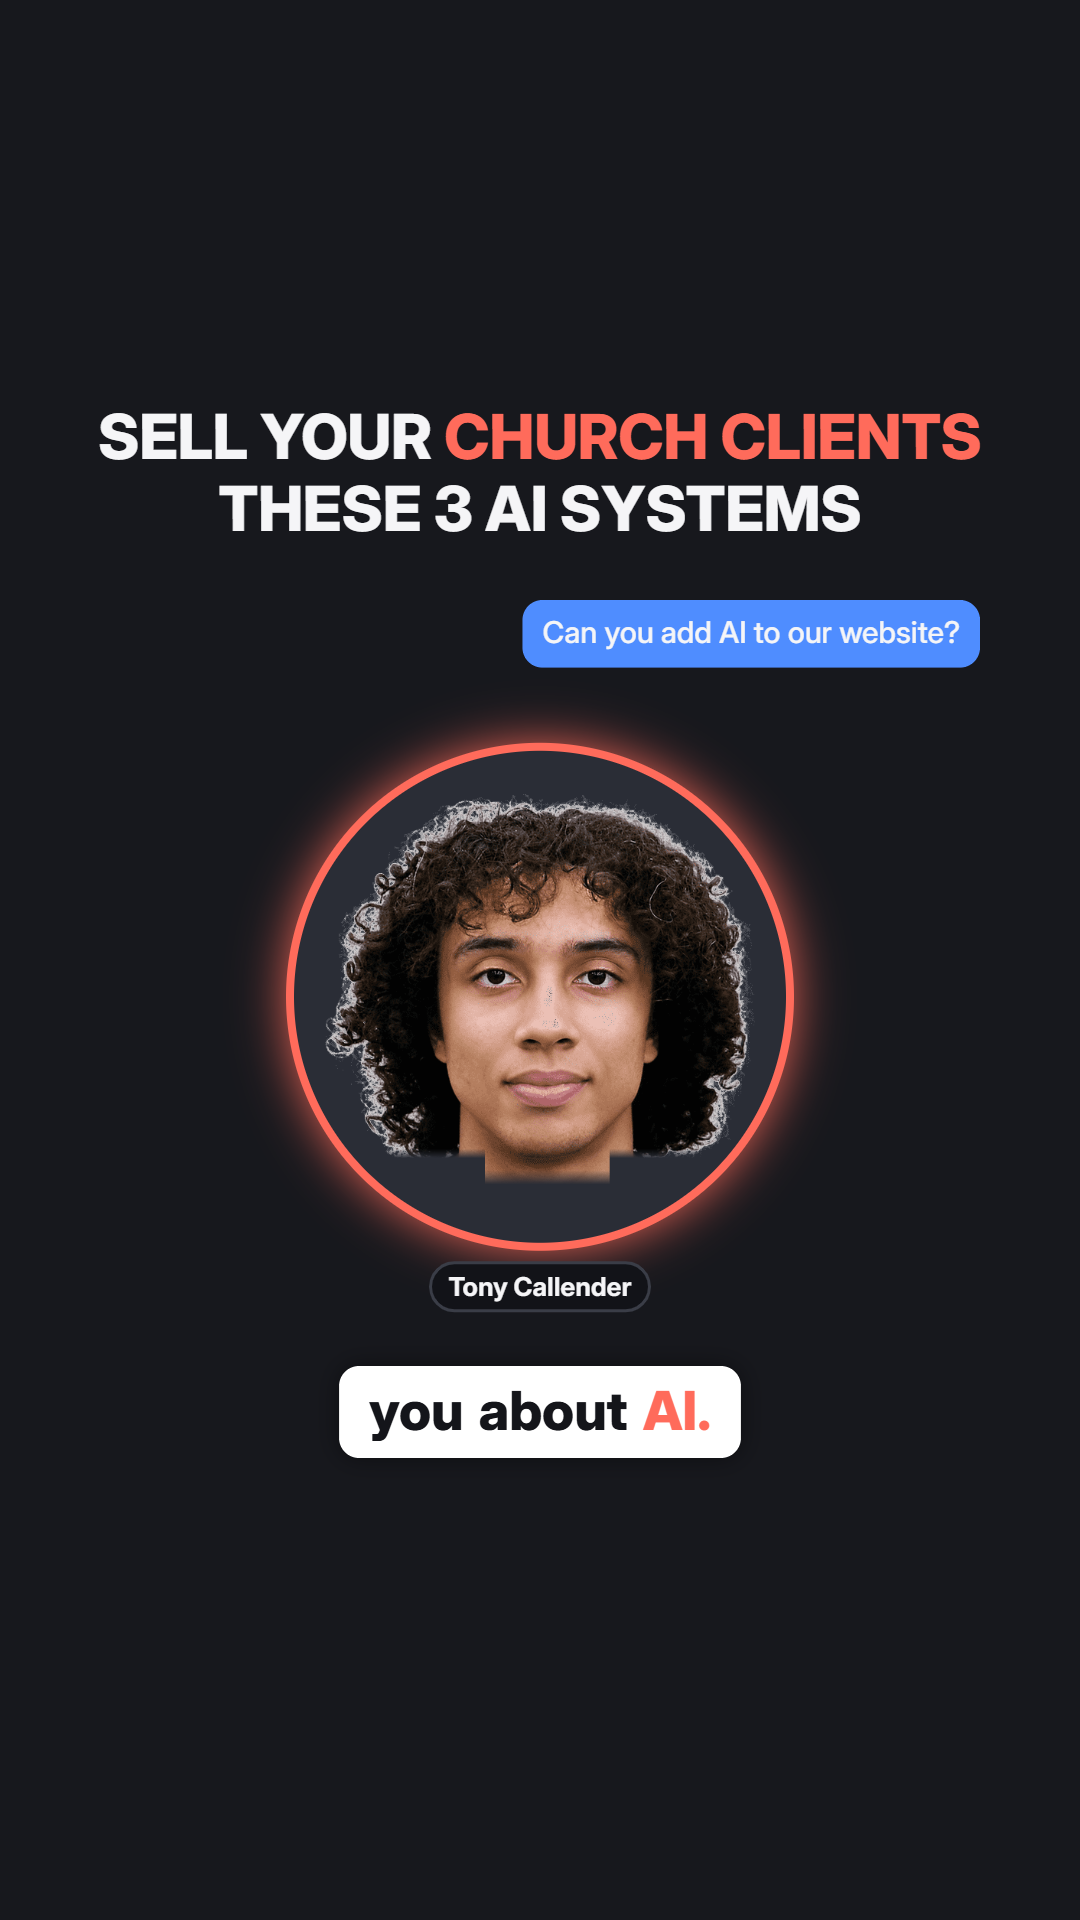 SELL YOUR CHURCH CLIENTS
THESE 3 AI SYSTEMS
Can you add AI to our website?
Tony Callender
you about AI.